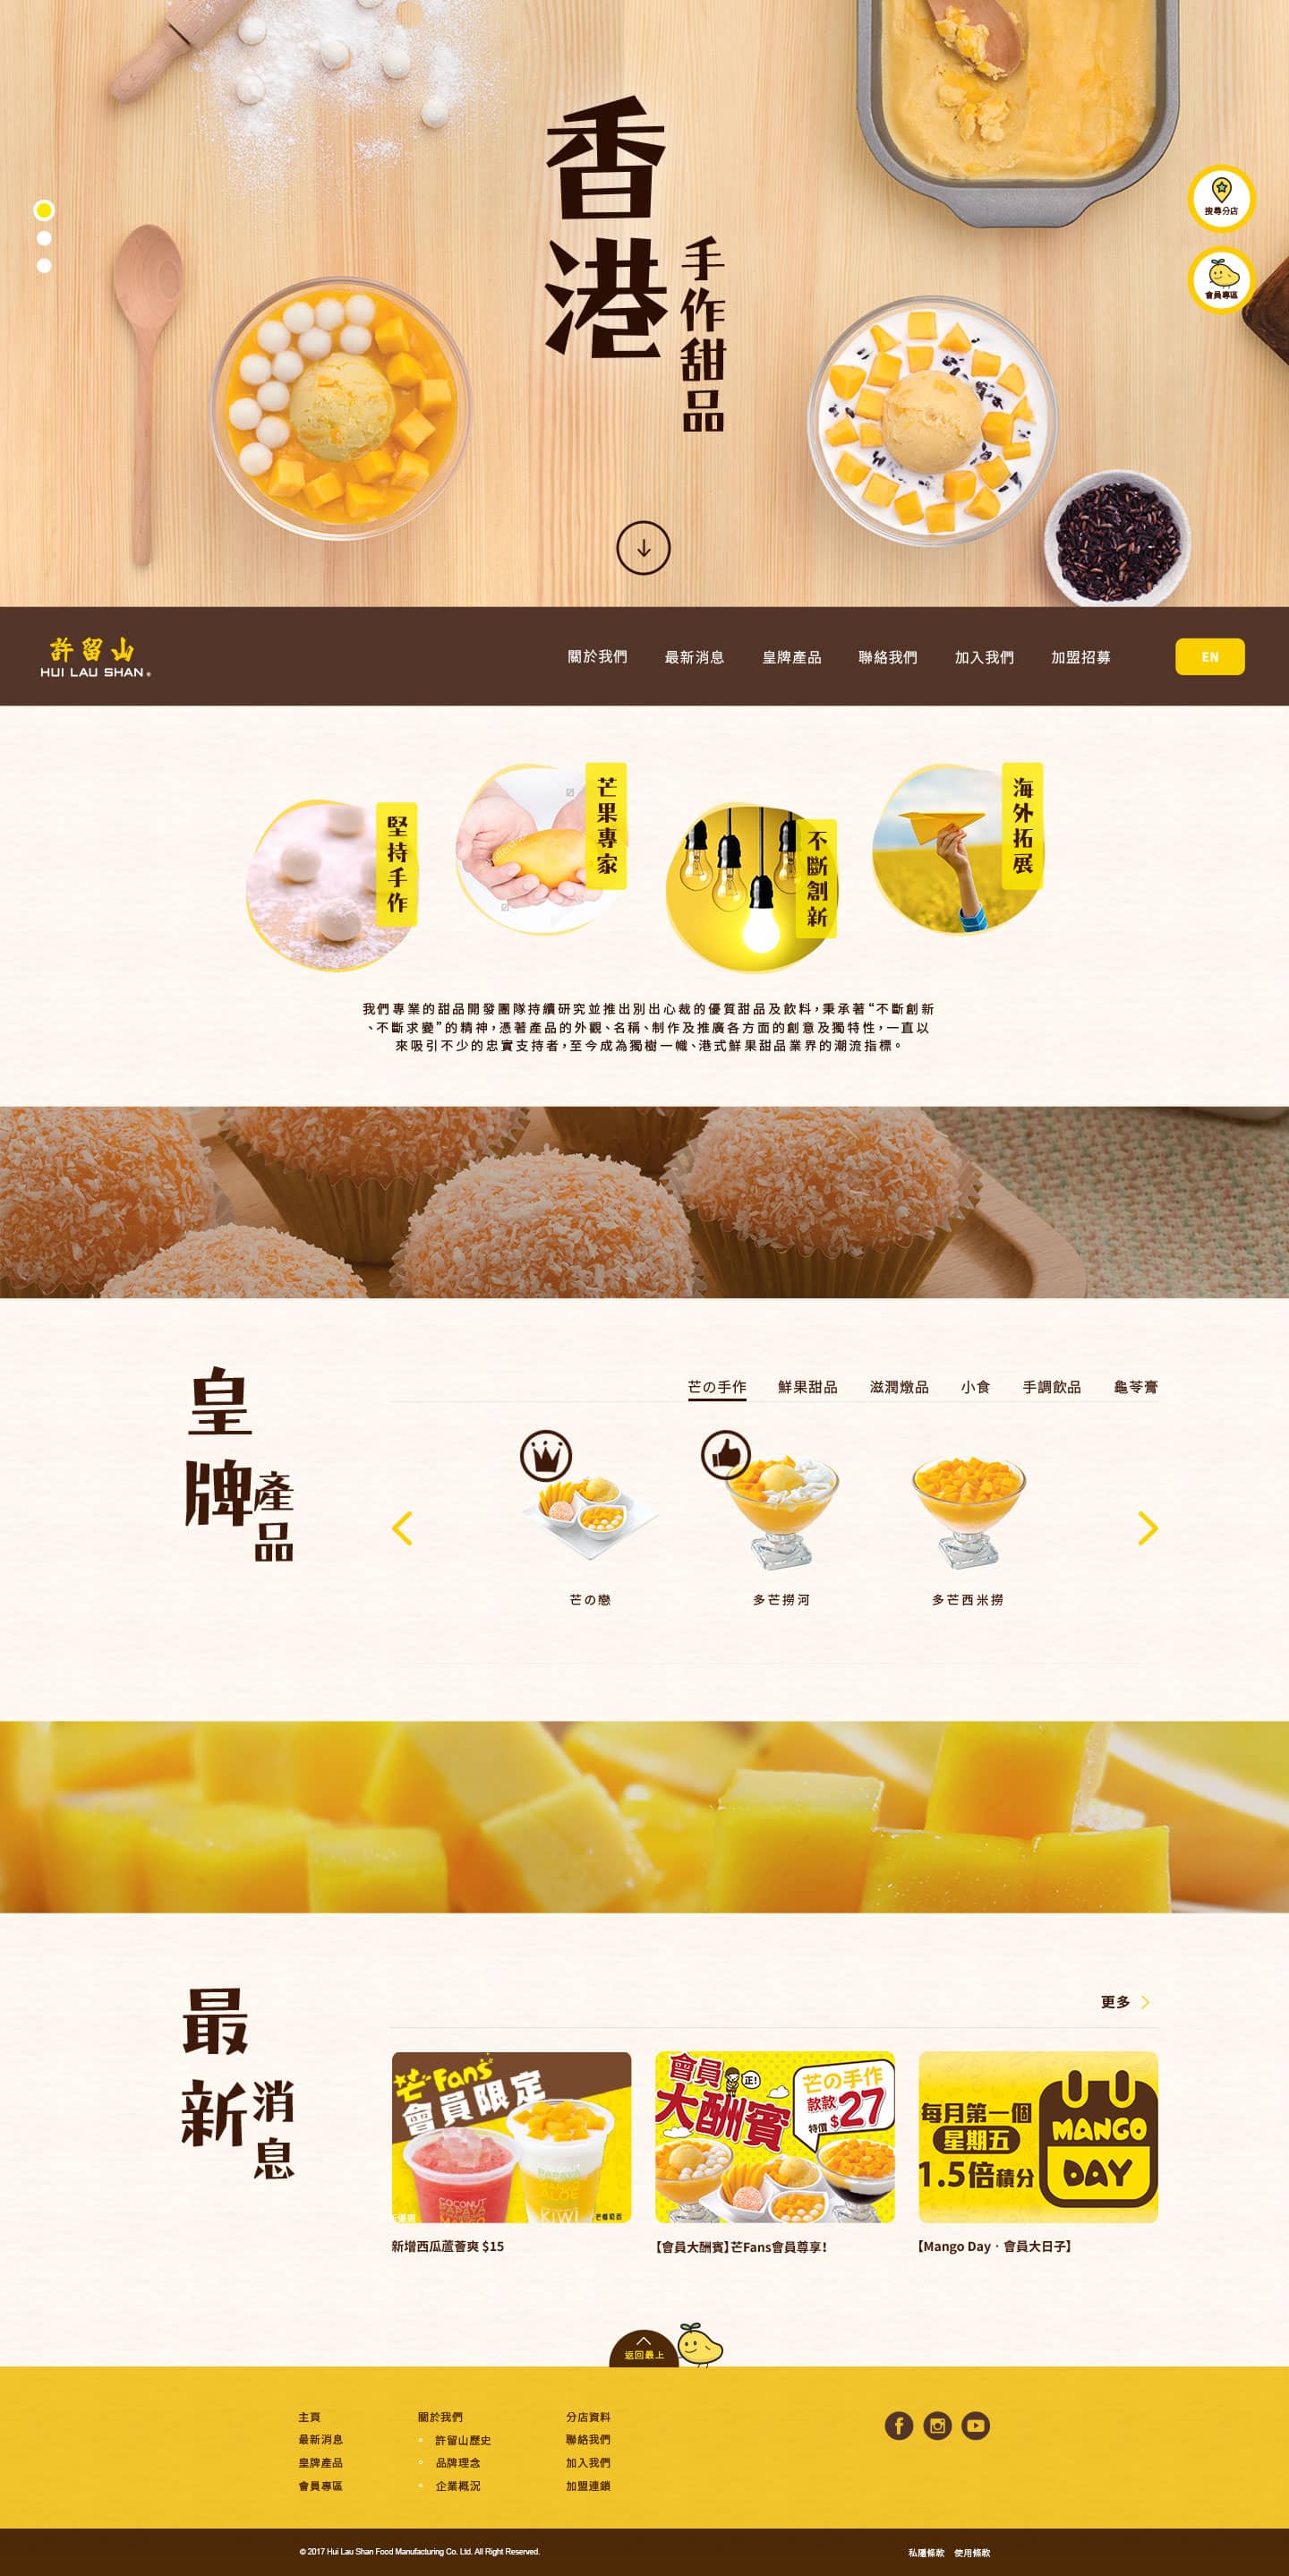 香港
手作甜品
搜尋分店
會員專區
許留山
HUI LAU SHAN®
關於我們
最新消息
皇牌產品
聯絡我們
加入我們
加盟招募
EN
堅持手作
芒果專家
不斷創新
海外拓展
我們專業的甜品開發團隊持續研究並推出別出心裁的優質甜品及飲料，秉承著“不斷創新
、不斷求變”的精神，憑著產品的外觀、名稱、制作及推廣各方面的創意及獨特性，一直以
來吸引不少的忠實支持者，至今成為獨樹一幟、港式鮮果甜品業界的潮流指標。
皇牌
產品
芒の手作
鮮果甜品
滋潤燉品
小食
手調飲品
龜苓膏
芒の戀
多芒撈河
多芒西米撈
最新
消息
更多
芒Fans
會員限定
COCONUT
PAPAYA
MANGO
PAPAYA
ALOE
KIWI
會員
大酬賓
正!
芒の手作
款款
特價
$27
每月第一個
星期五
1.5倍積分
MANGO
DAY
新增西瓜蘆薈爽 $15
【會員大酬賓】芒Fans會員尊享！
【Mango Day · 會員大日子】
返回最上
主頁
最新消息
皇牌產品
會員專區
關於我們
許留山歷史
品牌理念
企業概況
分店資料
聯絡我們
加入我們
加盟連鎖
© 2017 Hui Lau Shan Food Manufacturing Co. Ltd. All Right Reserved.
私隱條款
使用條款